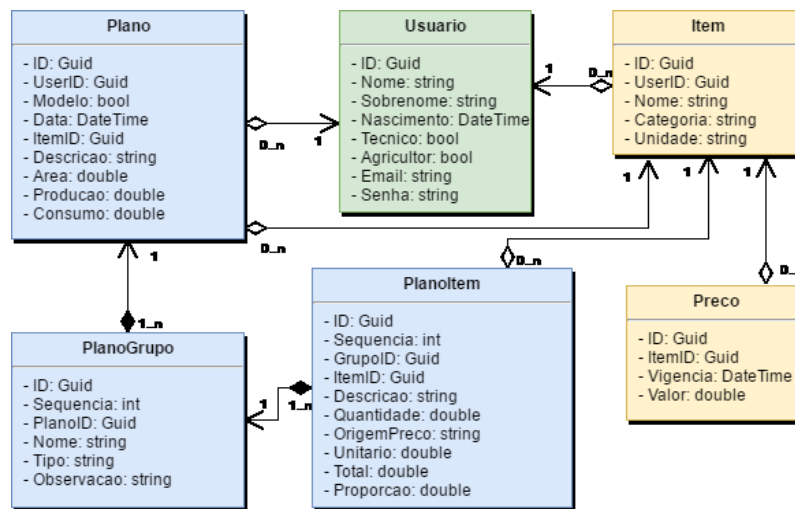 Plano
- ID: Guid
- UserID: Guid
- Modelo: bool
- Data: DateTime
- ItemID: Guid
- Descricao: string
- Area: double
- Producao: double
- Consumo: double
Usuario
- ID: Guid
- Nome: string
- Sobrenome: string
- Nascimento: DateTime
- Tecnico: bool
- Agricultor: bool
- Email: string
- Senha: string
Item
- ID: Guid
- UserID: Guid
- Nome: string
- Categoria: string
- Unidade: string
0..n
1
1
0..n
0..n
1
1
1
0..n
0..
1
1..n
PlanoGrupo
- ID: Guid
- Sequencia: int
- PlanoID: Guid
- Nome: string
- Tipo: string
- Observacao: string
1
1..n
PlanoItem
- ID: Guid
- Sequencia: int
- GrupoID: Guid
- ItemID: Guid
- Descricao: string
- Quantidade: double
- OrigemPreco: string
- Unitario: double
- Total: double
- Proporcao: double
Preco
- ID: Guid
- ItemID: Guid
- Vigencia: DateTime
- Valor: double